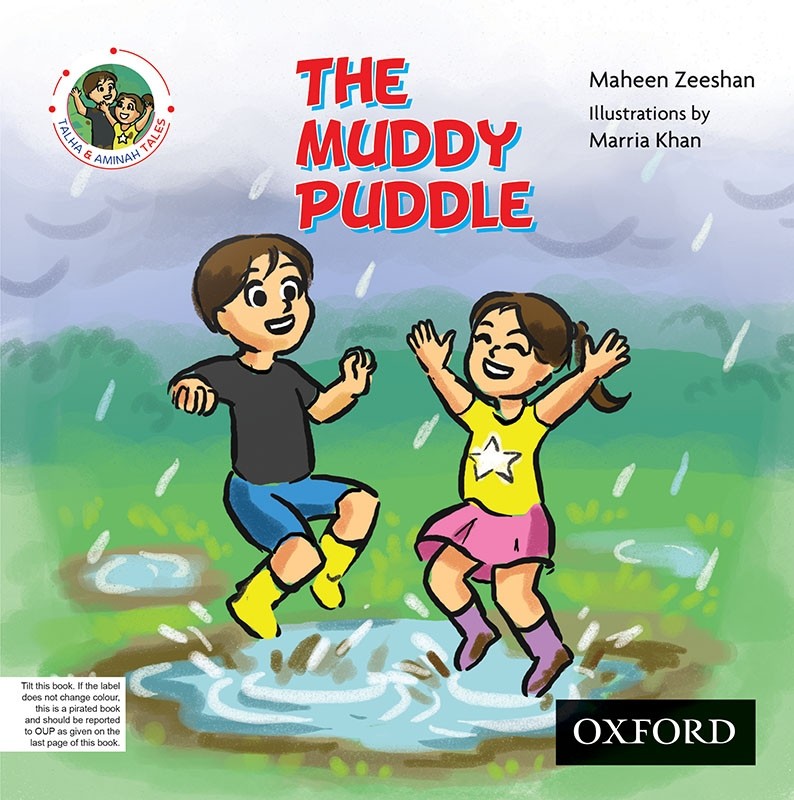 TALHA & AMINAH TALES
THE
MUDDY
PUDDLE
Maheen Zeeshan
Illustrations by
Marria Khan
Tilt this book. If the label
does not change colour,
this is a pirated book
and should be reported
to OUP as given on the
last page of this book.
OXFORD